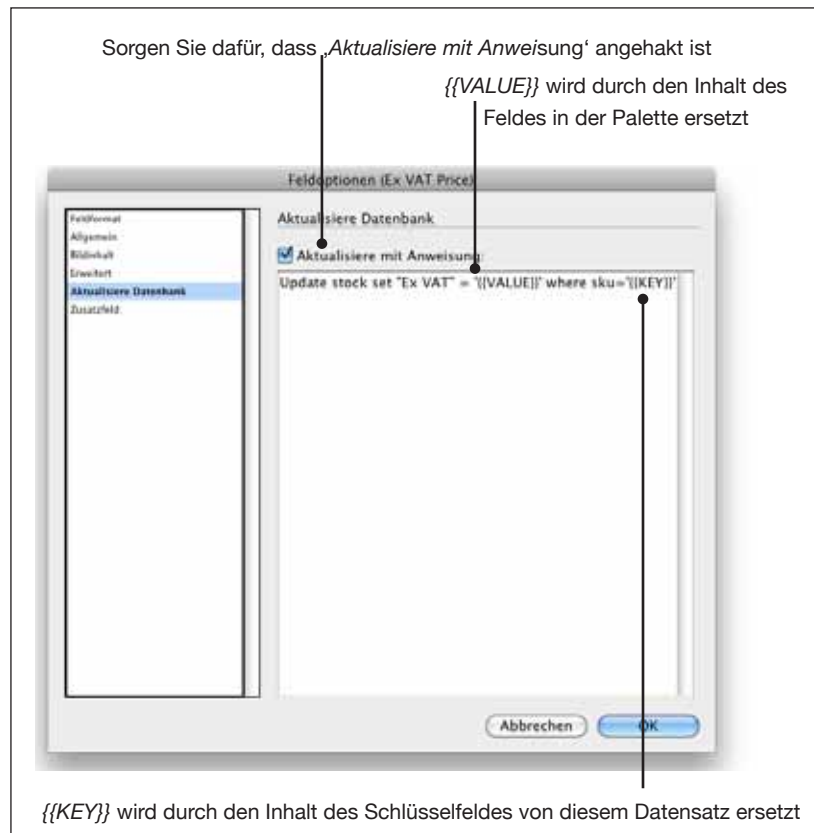 Sorgen Sie dafür, dass ‚Aktualisiere mit Anweisung‘ angehakt ist
{{VALUE}} wird durch den Inhalt des
Feldes in der Palette ersetzt
Feldoptionen (Ex VAT Price)
Feldformat
Allgemein
Bildinhalt
Erweitert
Aktualisiere Datenbank
Zusatzfeld
Aktualisiere Datenbank
Aktualisiere mit Anweisung:
Update stock set "Ex VAT" = '{{VALUE}}' where sku='{{KEY}}'
Abbrechen
OK
{{KEY}} wird durch den Inhalt des Schlüsselfeldes von diesem Datensatz ersetzt